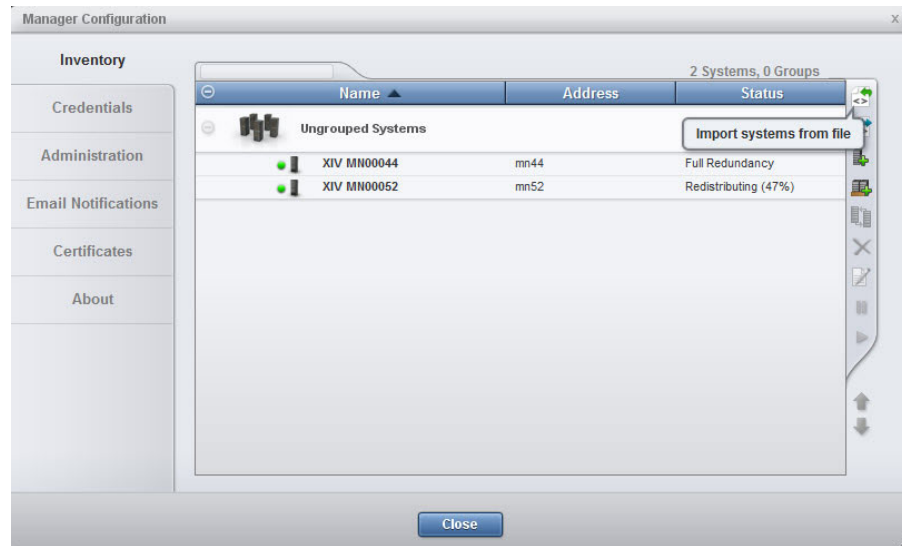 Manager Configuration
x
Inventory
Credentials
Administration
Email Notifications
Certificates
About
2 Systems, 0 Groups
Name Address Status
Ungrouped Systems
Import systems from file
XIV MN00044 mn44 Full Redundancy
XIV MN00052 mn52 Redistributing (47%)
Close